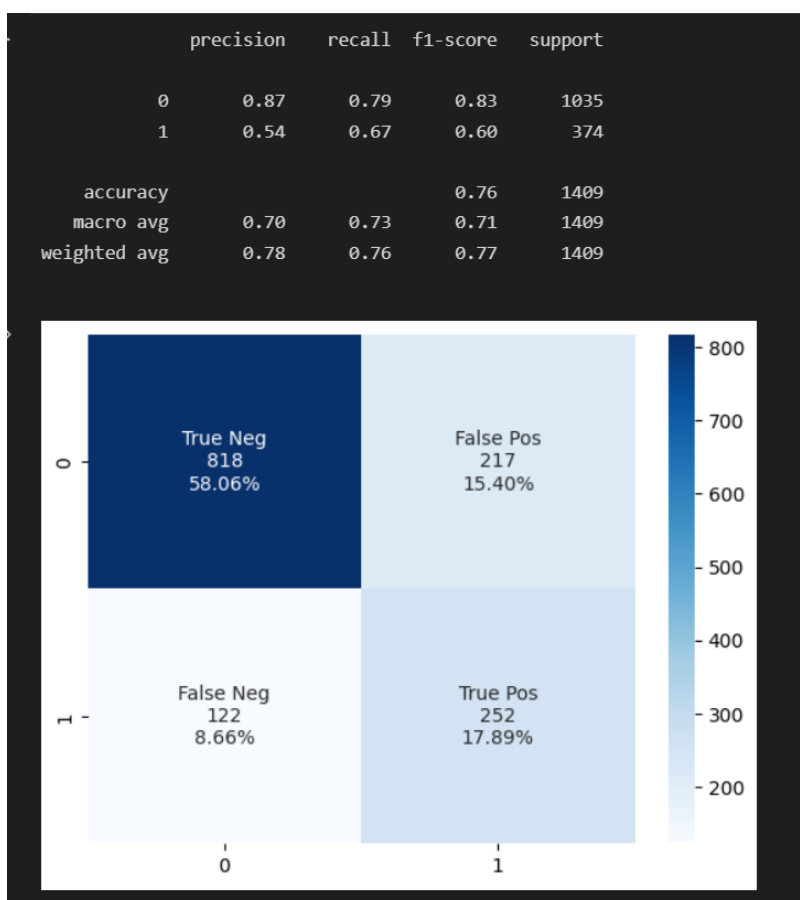 precision recall f1-score support
0 0.87 0.79 0.83 1035
1 0.54 0.67 0.60 374
accuracy 0.76 1409
macro avg 0.70 0.73 0.71 1409
weighted avg 0.78 0.76 0.77 1409
True Neg
818
58.06%
False Pos
217
15.40%
False Neg
122
8.66%
True Pos
252
17.89%
0
1
0
1
800
700
600
500
400
300
200